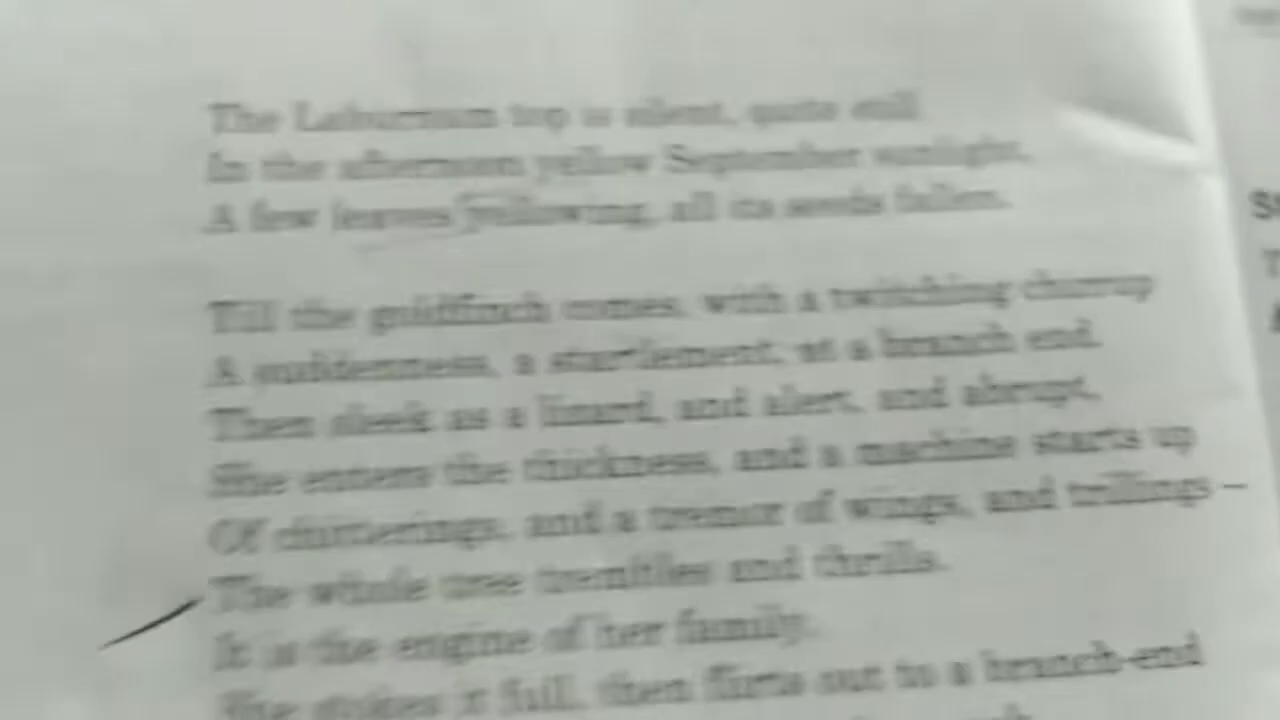 The Laburnum top is silent, quite still
In the afternoon yellow September sunlight,
A few leaves yellowing, all its seeds fallen.
Till the goldfinch comes, with a twitching chirrup
A suddenness, a startlement, at a branch end.
Then sleek as a lizard, and alert, and abrupt,
She enters the thickness, and a machine starts up
Of chitterings, and a tremor of wings, and trillings —
The whole tree trembles and thrills.
It is the engine of her family.
She stokes it full, then flirts out to a branch-end